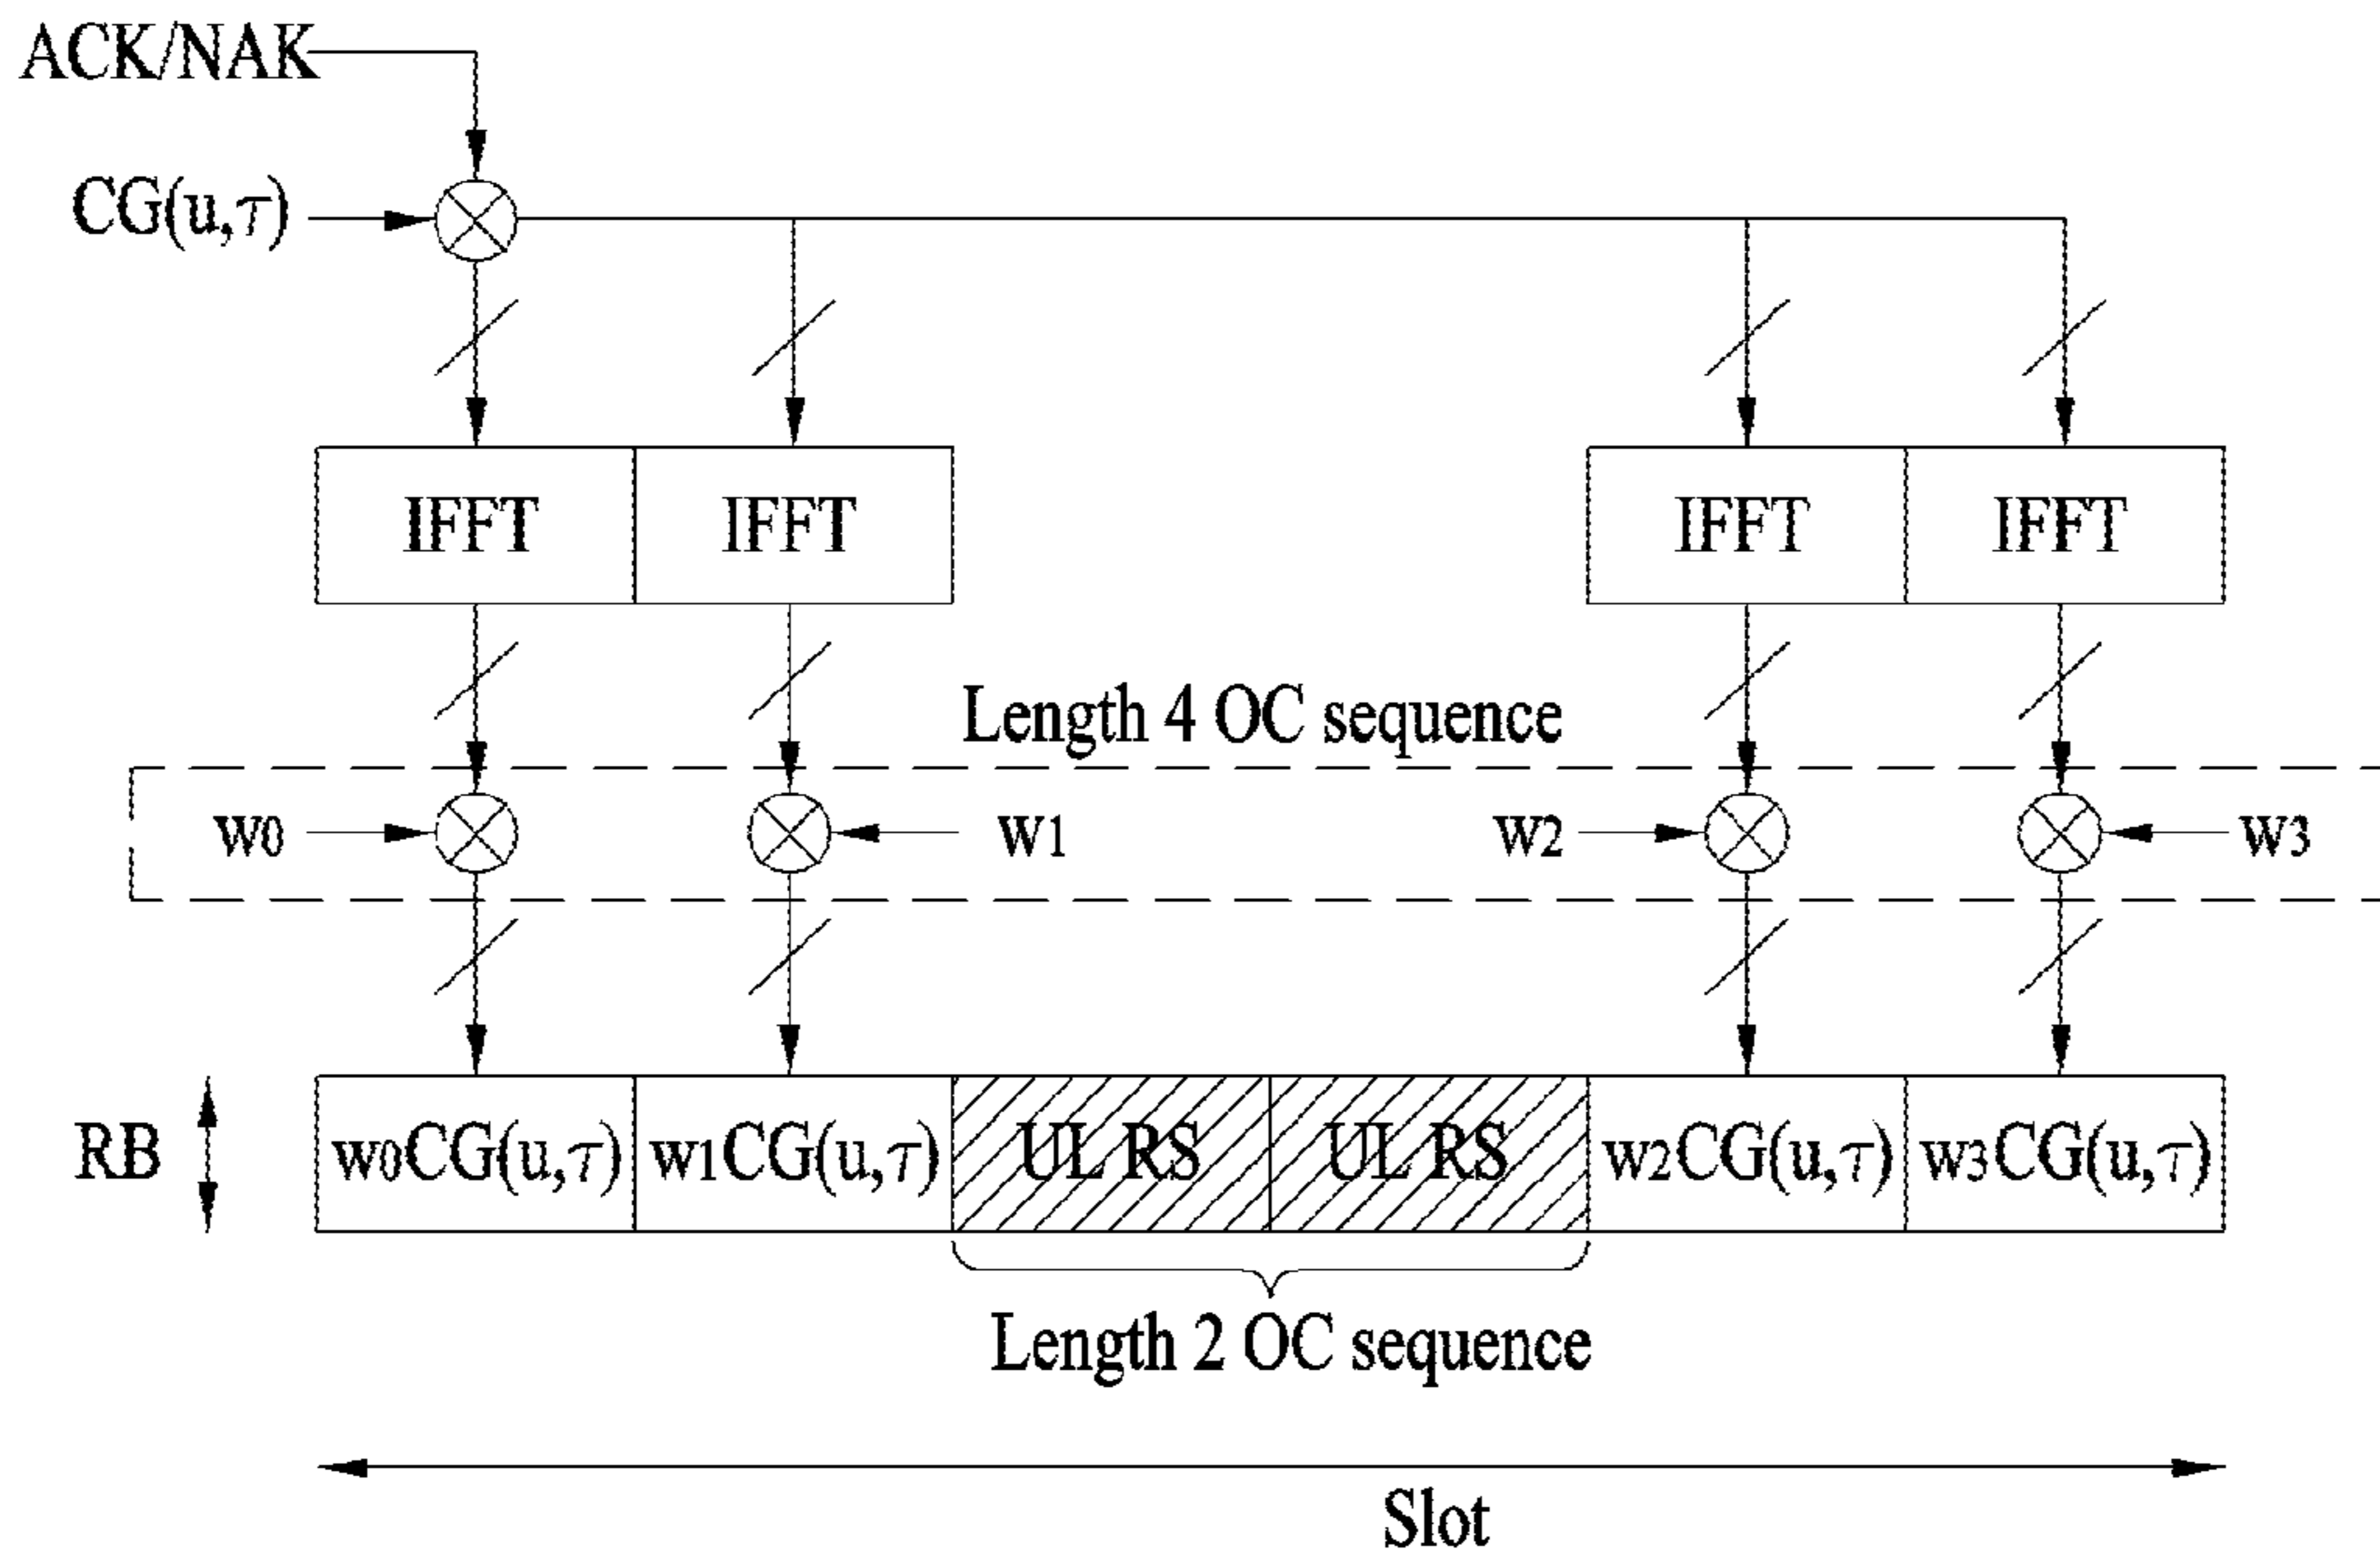 ACK/NAK
CG(u,τ)
IFFT IFFT IFFT IFFT
Length 4 OC sequence
w0 w1 w2 w3
RB w0CG(u,τ) w1CG(u,τ) UL RS UL RS w2CG(u,τ) w3CG(u,τ)
Length 2 OC sequence
Slot